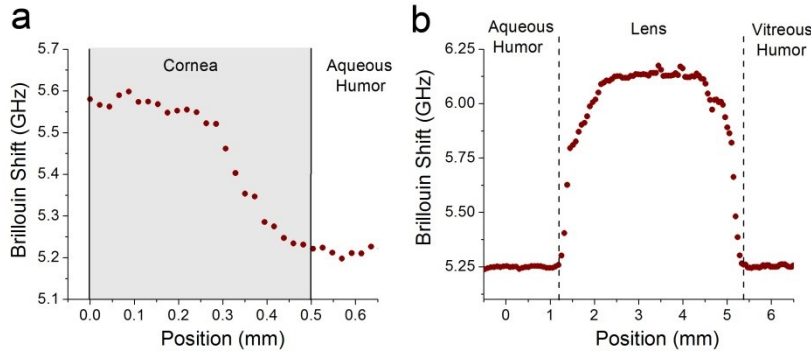 a
Cornea
Aqueous
Humor
Brillouin Shift (GHz)
5.7
5.6
5.5
5.4
5.3
5.2
5.1
0.0 0.1 0.2 0.3 0.4 0.5 0.6
Position (mm)
b
Aqueous
Humor
Lens
Vitreous
Humor
Brillouin Shift (GHz)
6.25
6.00
5.75
5.50
5.25
0 1 2 3 4 5 6
Position (mm)